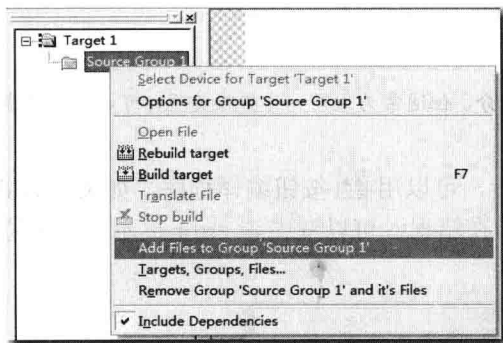 Target 1
Source Group 1
Select Device for Target 'Target 1'
Options for Group 'Source Group 1'
Open File
Rebuild target
Build target F7
Translate File
Stop build
Add Files to Group 'Source Group 1'
Targets, Groups, Files...
Remove Group 'Source Group 1' and it's Files
Include Dependencies